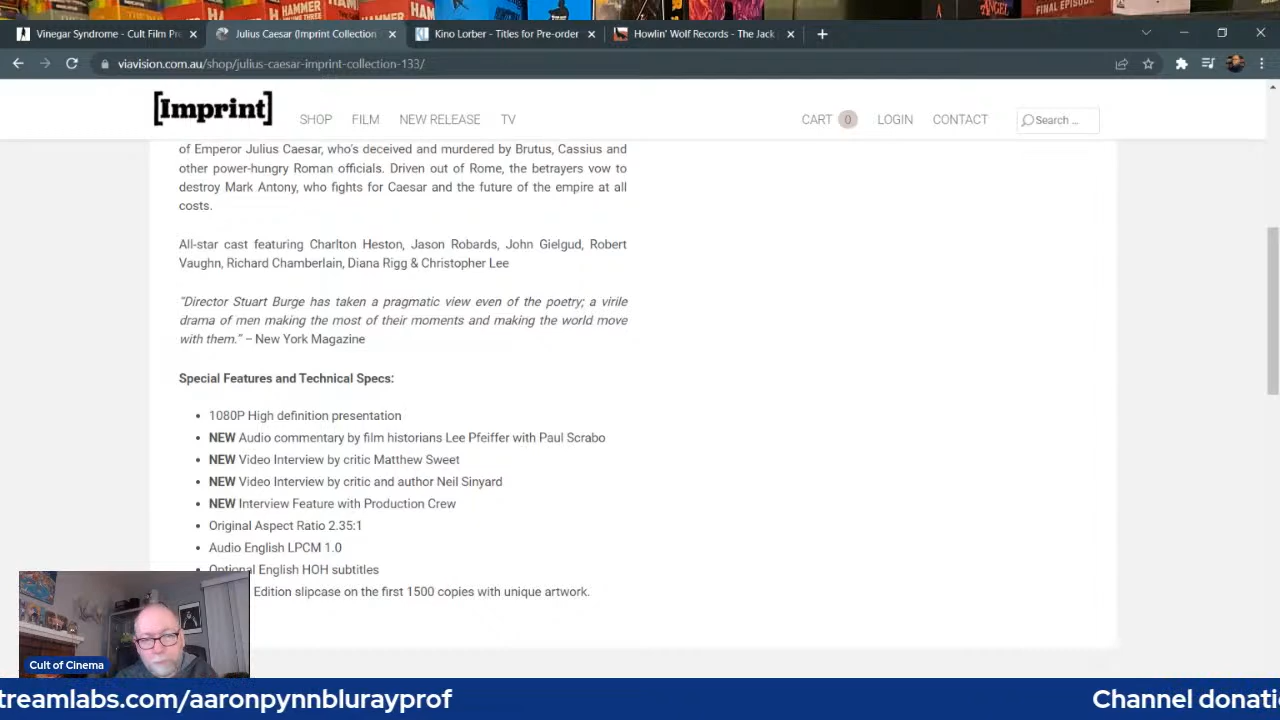 HAMMER
HAMMER
ANGEL
FINAL EPISODE
Vinegar Syndrome - Cult Film Pr
Julius Caesar (Imprint Collection
Kino Lorber - Titles for Pre-order
Howlin' Wolf Records - The Jack
viavision.com.au/shop/julius-caesar-imprint-collection-133/
[Imprint]
SHOP FILM NEW RELEASE TV
CART 0 LOGIN CONTACT Search ...
of Emperor Julius Caesar, who's deceived and murdered by Brutus, Cassius and
other power-hungry Roman officials. Driven out of Rome, the betrayers vow to
destroy Mark Antony, who fights for Caesar and the future of the empire at all
costs.
All-star cast featuring Charlton Heston, Jason Robards, John Gielgud, Robert
Vaughn, Richard Chamberlain, Diana Rigg & Christopher Lee
"Director Stuart Burge has taken a pragmatic view even of the poetry; a virile
drama of men making the most of their moments and making the world move
with them." – New York Magazine
Special Features and Technical Specs:
1080P High definition presentation
NEW Audio commentary by film historians Lee Pfeiffer with Paul Scrabo
NEW Video Interview by critic Matthew Sweet
NEW Video Interview by critic and author Neil Sinyard
NEW Interview Feature with Production Crew
Original Aspect Ratio 2.35:1
Audio English LPCM 1.0
Optional English HOH subtitles
Edition slipcase on the first 1500 copies with unique artwork.
Cult of Cinema
treamlabs.com/aaronpynnblurayprof
Channel donati